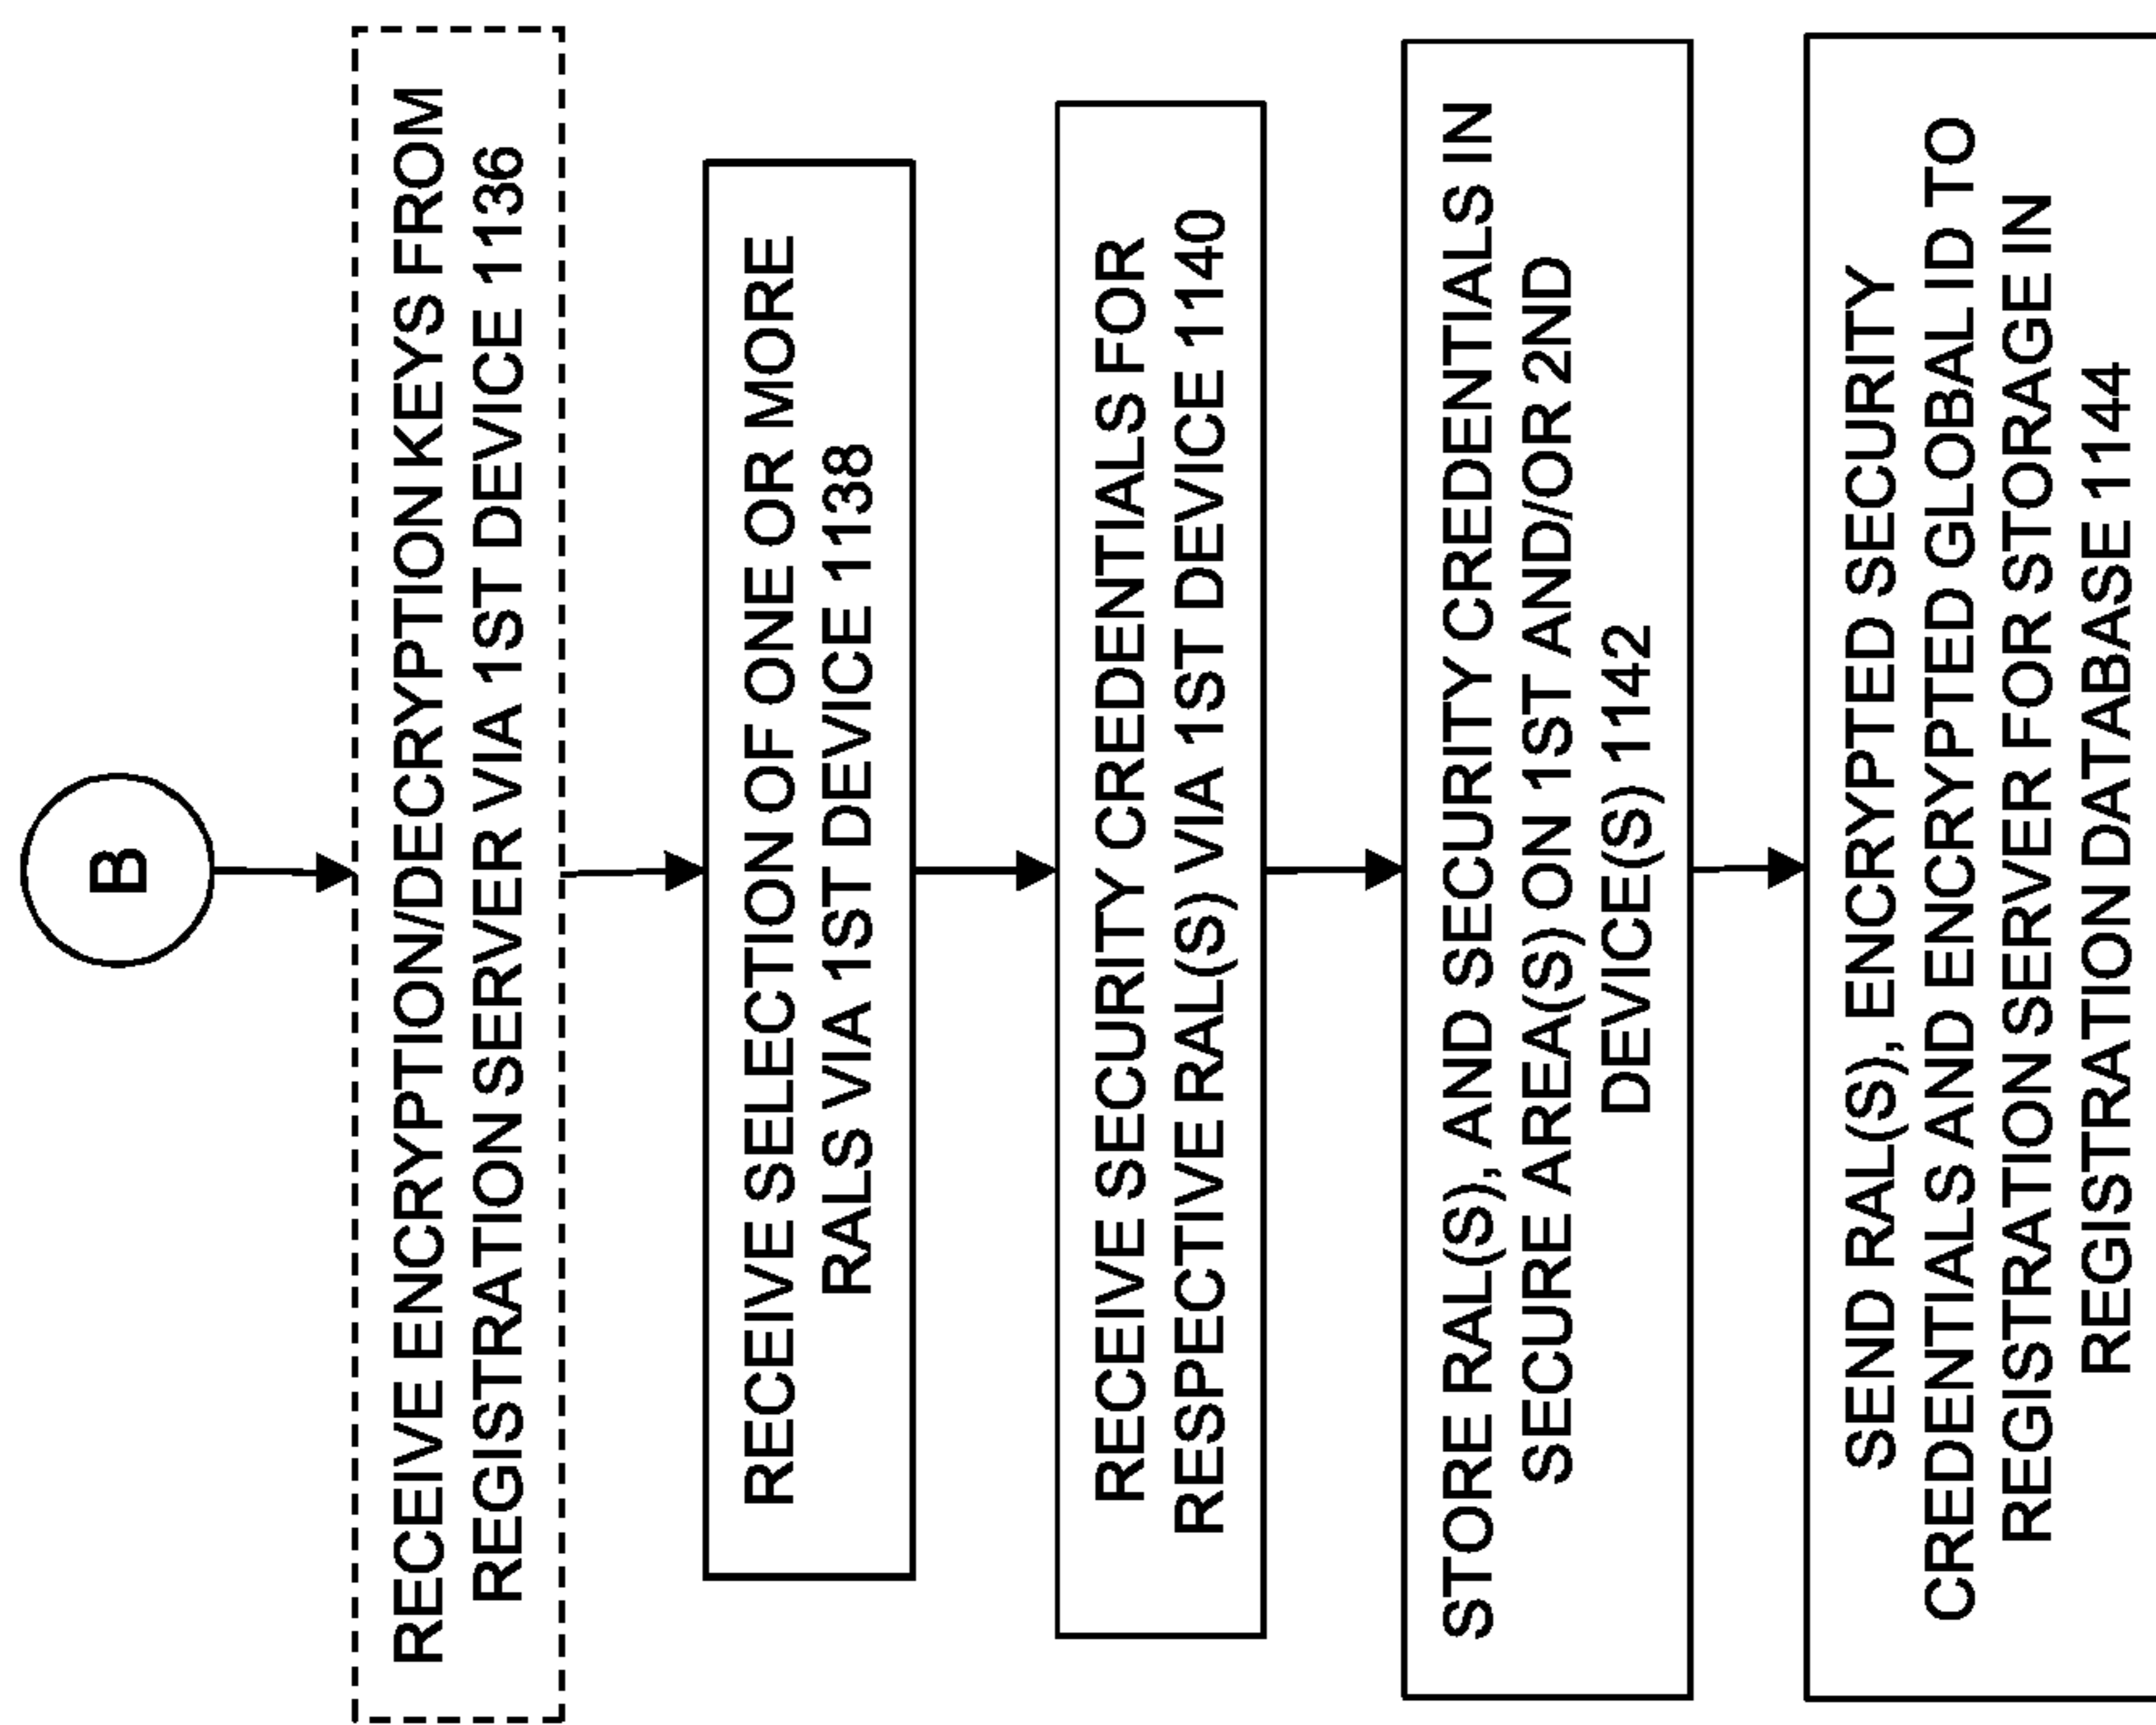 B
RECEIVE ENCRYPTION/DECRYPTION KEYS FROM
REGISTRATION SERVER VIA 1ST DEVICE 1136
RECEIVE SELECTION OF ONE OR MORE
RALS VIA 1ST DEVICE 1138
RECEIVE SECURITY CREDENTIALS FOR
RESPECTIVE RAL(S) VIA 1ST DEVICE 1140
STORE RAL(S), AND SECURITY CREDENTIALS IN
SECURE AREA(S) ON 1ST AND/OR 2ND
DEVICE(S) 1142
SEND RAL(S), ENCRYPTED SECURITY
CREDENTIALS AND ENCRYPTED GLOBAL ID TO
REGISTRATION SERVER FOR STORAGE IN
REGISTRATION DATABASE 1144